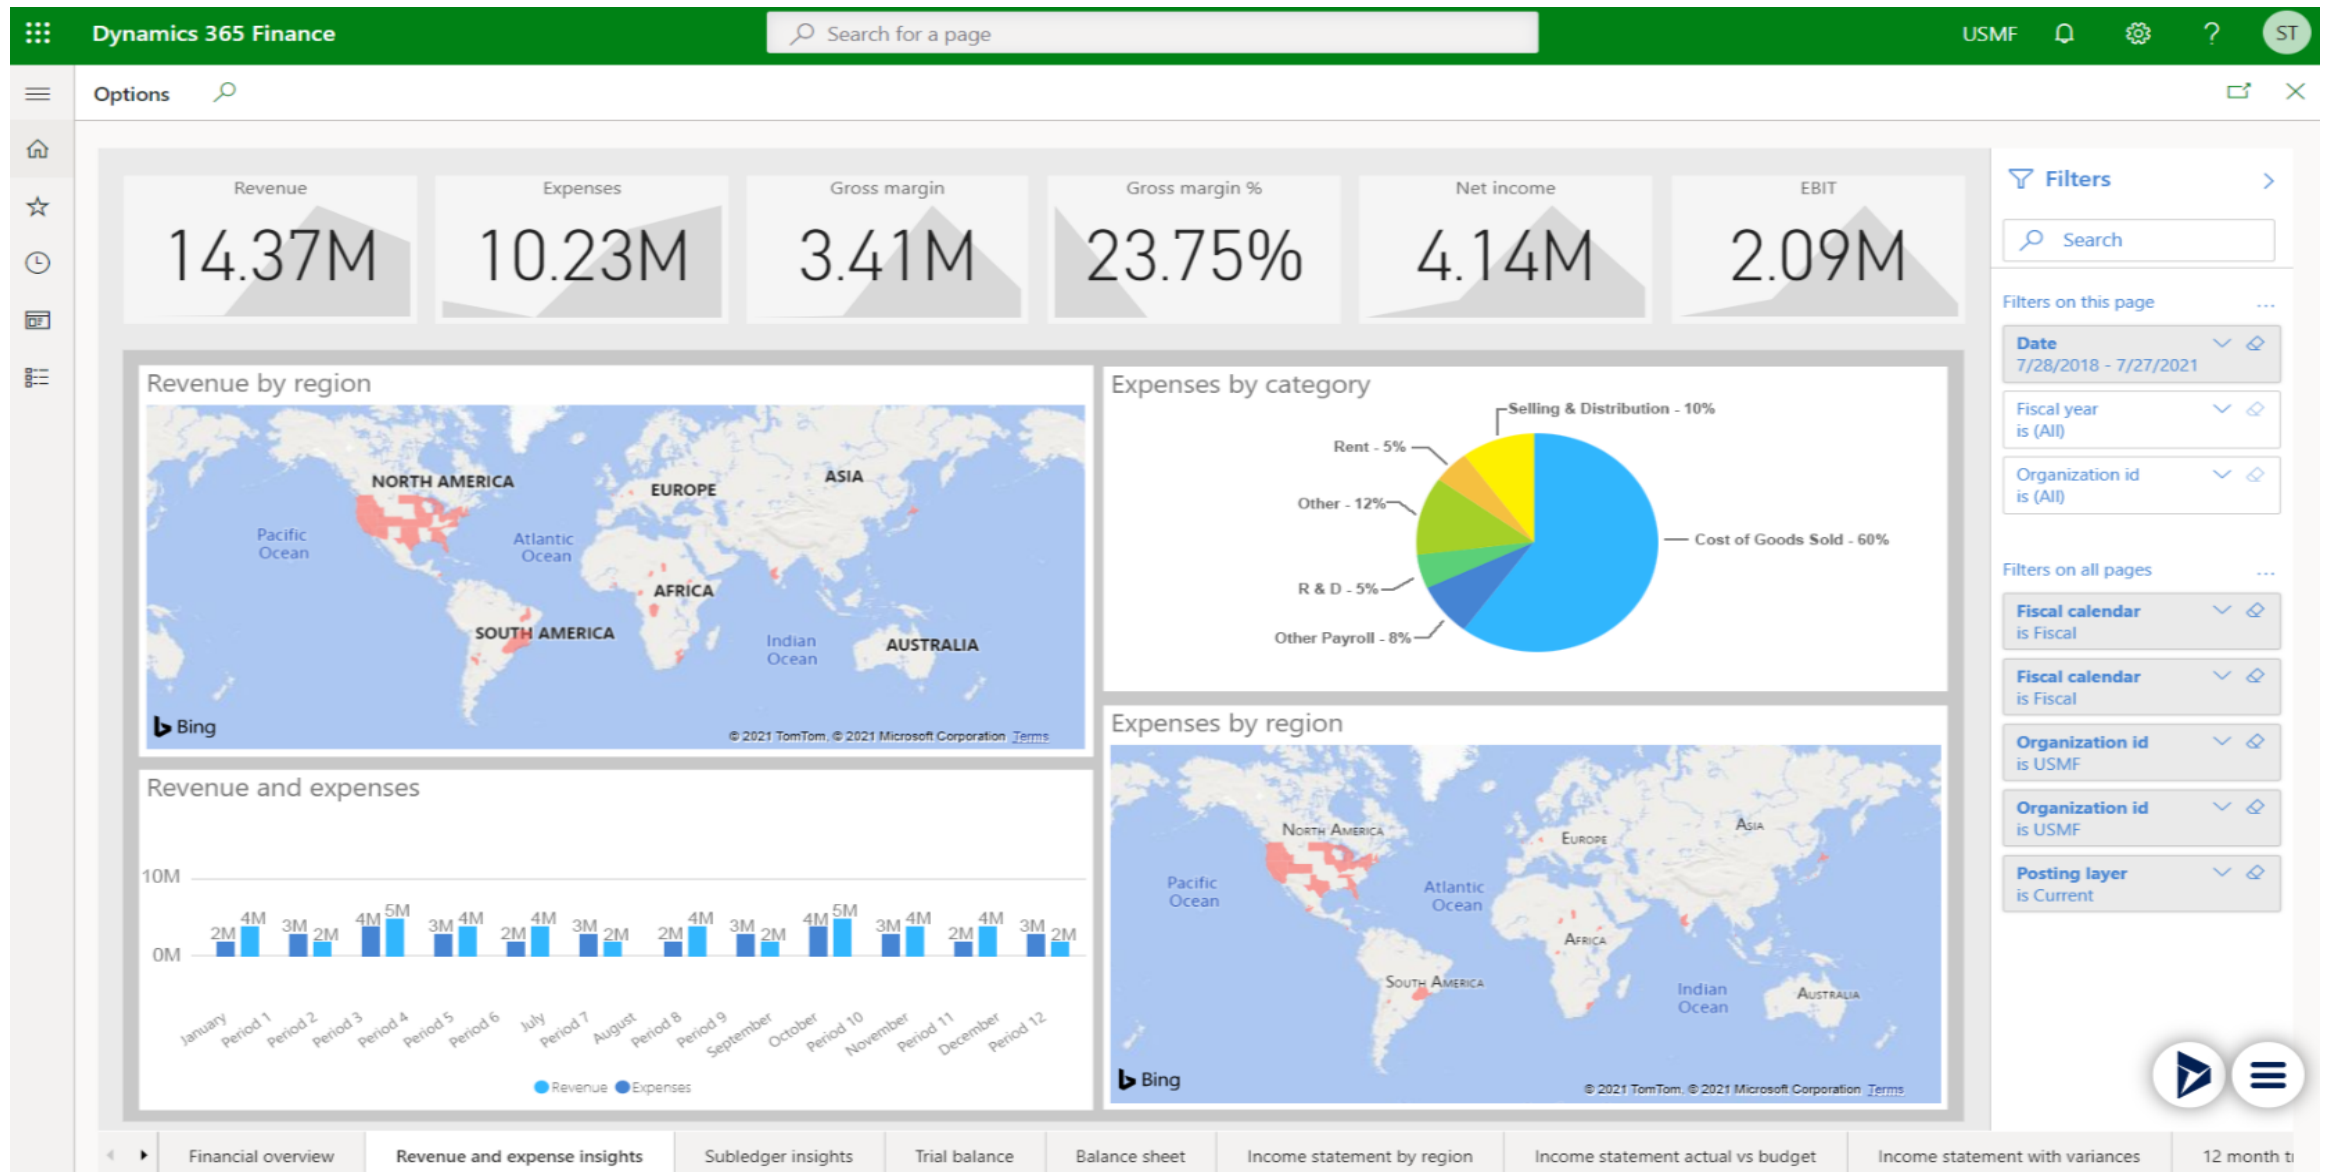 Dynamics 365 Finance
Search for a page
USMF
?
ST
Options
Revenue
14.37M
Expenses
10.23M
Gross margin
3.41M
Gross margin %
23.75%
Net income
4.14M
EBIT
2.09M
Revenue by region
NORTH AMERICA
EUROPE
ASIA
Pacific
Ocean
Atlantic
Ocean
AFRICA
SOUTH AMERICA
Indian
Ocean
AUSTRALIA
Bing
© 2021 TomTom, © 2021 Microsoft Corporation Terms
Expenses by category
Selling & Distribution - 10%
Rent - 5%
Other - 12%
Cost of Goods Sold - 60%
R & D - 5%
Other Payroll - 8%
Revenue and expenses
10M
0M
2M 4M 3M 2M 4M 5M 3M 4M 2M 4M 3M 2M 2M 4M 3M 2M 4M 5M 3M 4M 2M 4M 3M 2M
January Period 1 Period 2 Period 3 Period 4 Period 5 Period 6 July Period 7 August Period 8 Period 9 September October Period 10 November Period 11 December Period 12
Revenue Expenses
Expenses by region
NORTH AMERICA
EUROPE
ASIA
Pacific
Ocean
Atlantic
Ocean
AFRICA
SOUTH AMERICA
Indian
Ocean
AUSTRALIA
Bing
© 2021 TomTom, © 2021 Microsoft Corporation Terms
Filters
Search
Filters on this page
...
Date
7/28/2018 - 7/27/2021
Fiscal year
is (All)
Organization id
is (All)
Filters on all pages
...
Fiscal calendar
is Fiscal
Fiscal calendar
is Fiscal
Organization id
is USMF
Organization id
is USMF
Posting layer
is Current
Financial overview
Revenue and expense insights
Subledger insights
Trial balance
Balance sheet
Income statement by region
Income statement actual vs budget
Income statement with variances
12 month t